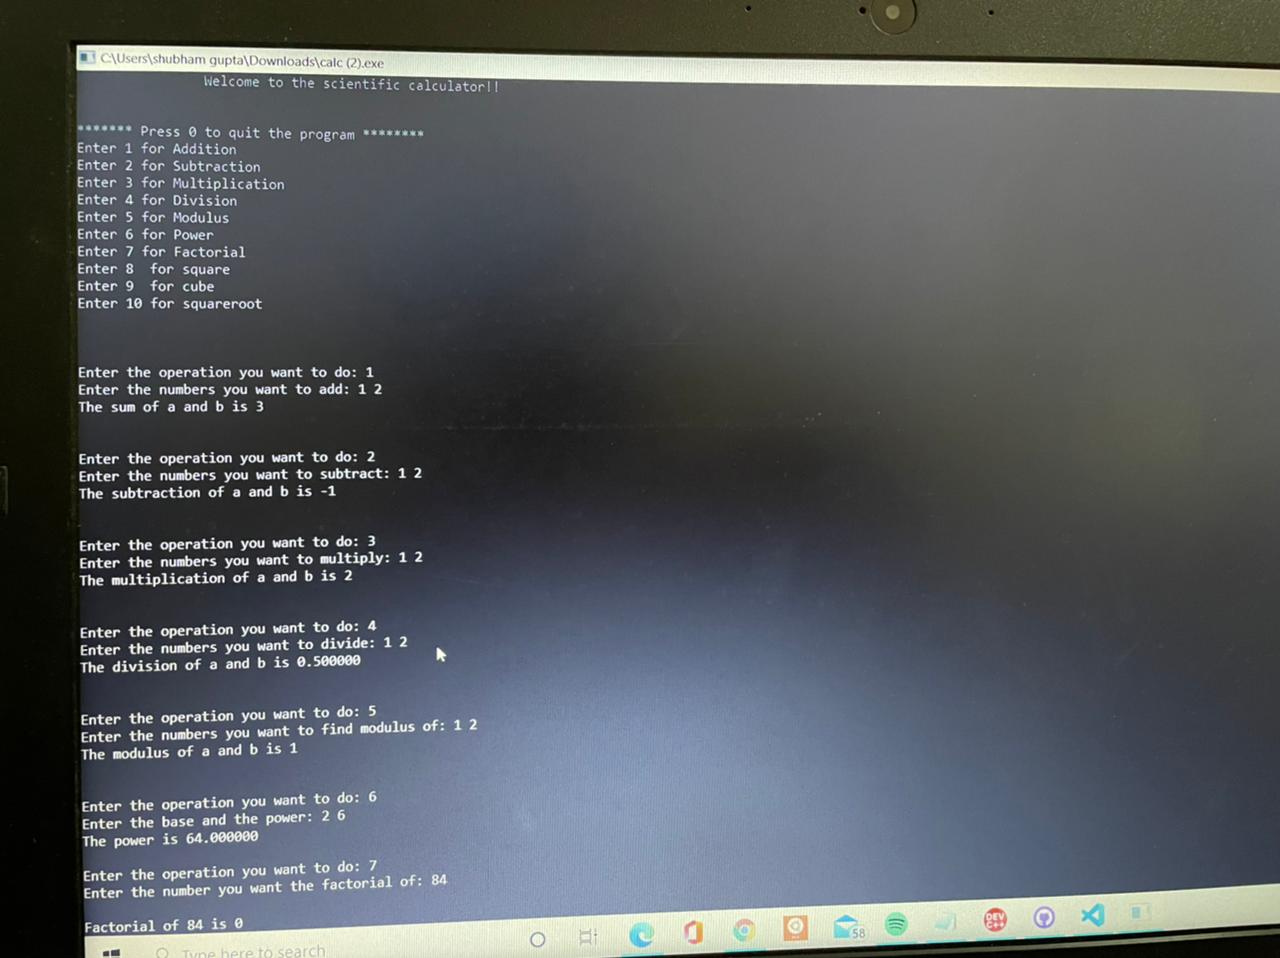 C:\Users\shubham gupta\Downloads\calc (2).exe
Welcome to the scientific calculator!!
******* Press 0 to quit the program ********
Enter 1 for Addition
Enter 2 for Subtraction
Enter 3 for Multiplication
Enter 4 for Division
Enter 5 for Modulus
Enter 6 for Power
Enter 7 for Factorial
Enter 8  for square
Enter 9  for cube
Enter 10 for squareroot
Enter the operation you want to do: 1
Enter the numbers you want to add: 1 2
The sum of a and b is 3
Enter the operation you want to do: 2
Enter the numbers you want to subtract: 1 2
The subtraction of a and b is -1
Enter the operation you want to do: 3
Enter the numbers you want to multiply: 1 2
The multiplication of a and b is 2
Enter the operation you want to do: 4
Enter the numbers you want to divide: 1 2
The division of a and b is 0.500000
Enter the operation you want to do: 5
Enter the numbers you want to find modulus of: 1 2
The modulus of a and b is 1
Enter the operation you want to do: 6
Enter the base and the power: 2 6
The power is 64.000000
Enter the operation you want to do: 7
Enter the number you want the factorial of: 84
Factorial of 84 is 0
Type here to search
58
DEV
C++